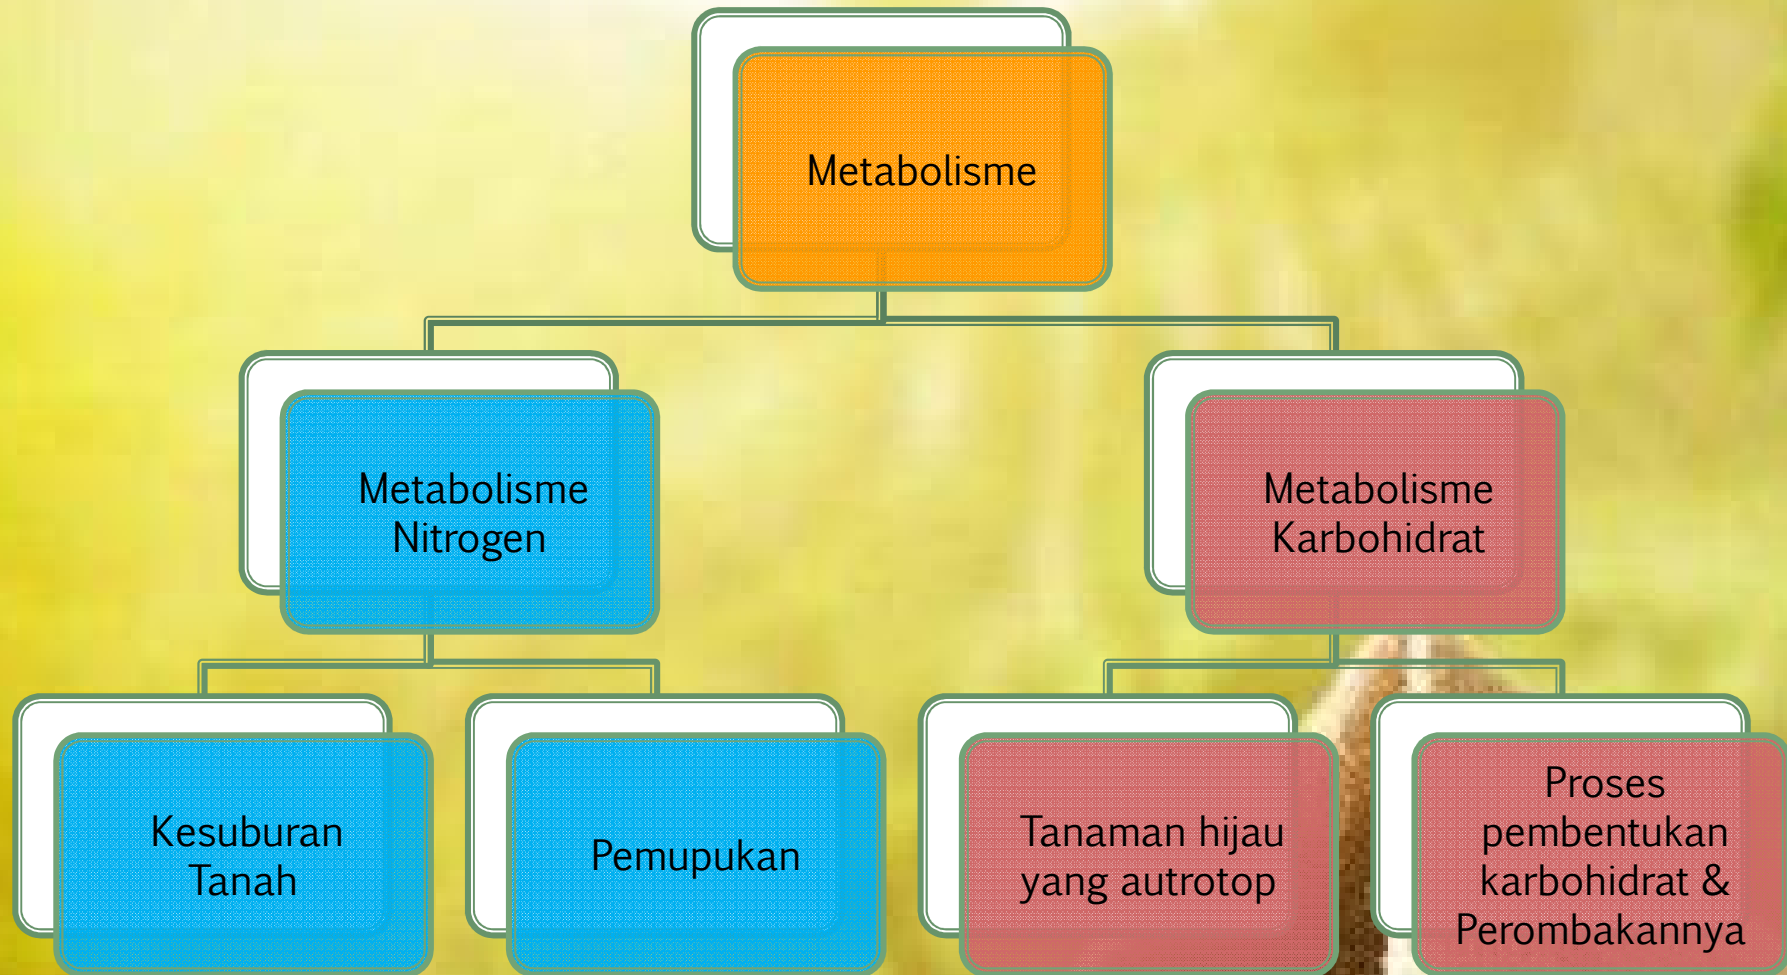 Metabolisme
Metabolisme
Nitrogen
Metabolisme
Karbohidrat
Kesuburan
Tanah
Pemupukan
Tanaman hijau
yang autrotop
Proses
pembentukan
karbohidrat &
Perombakannya